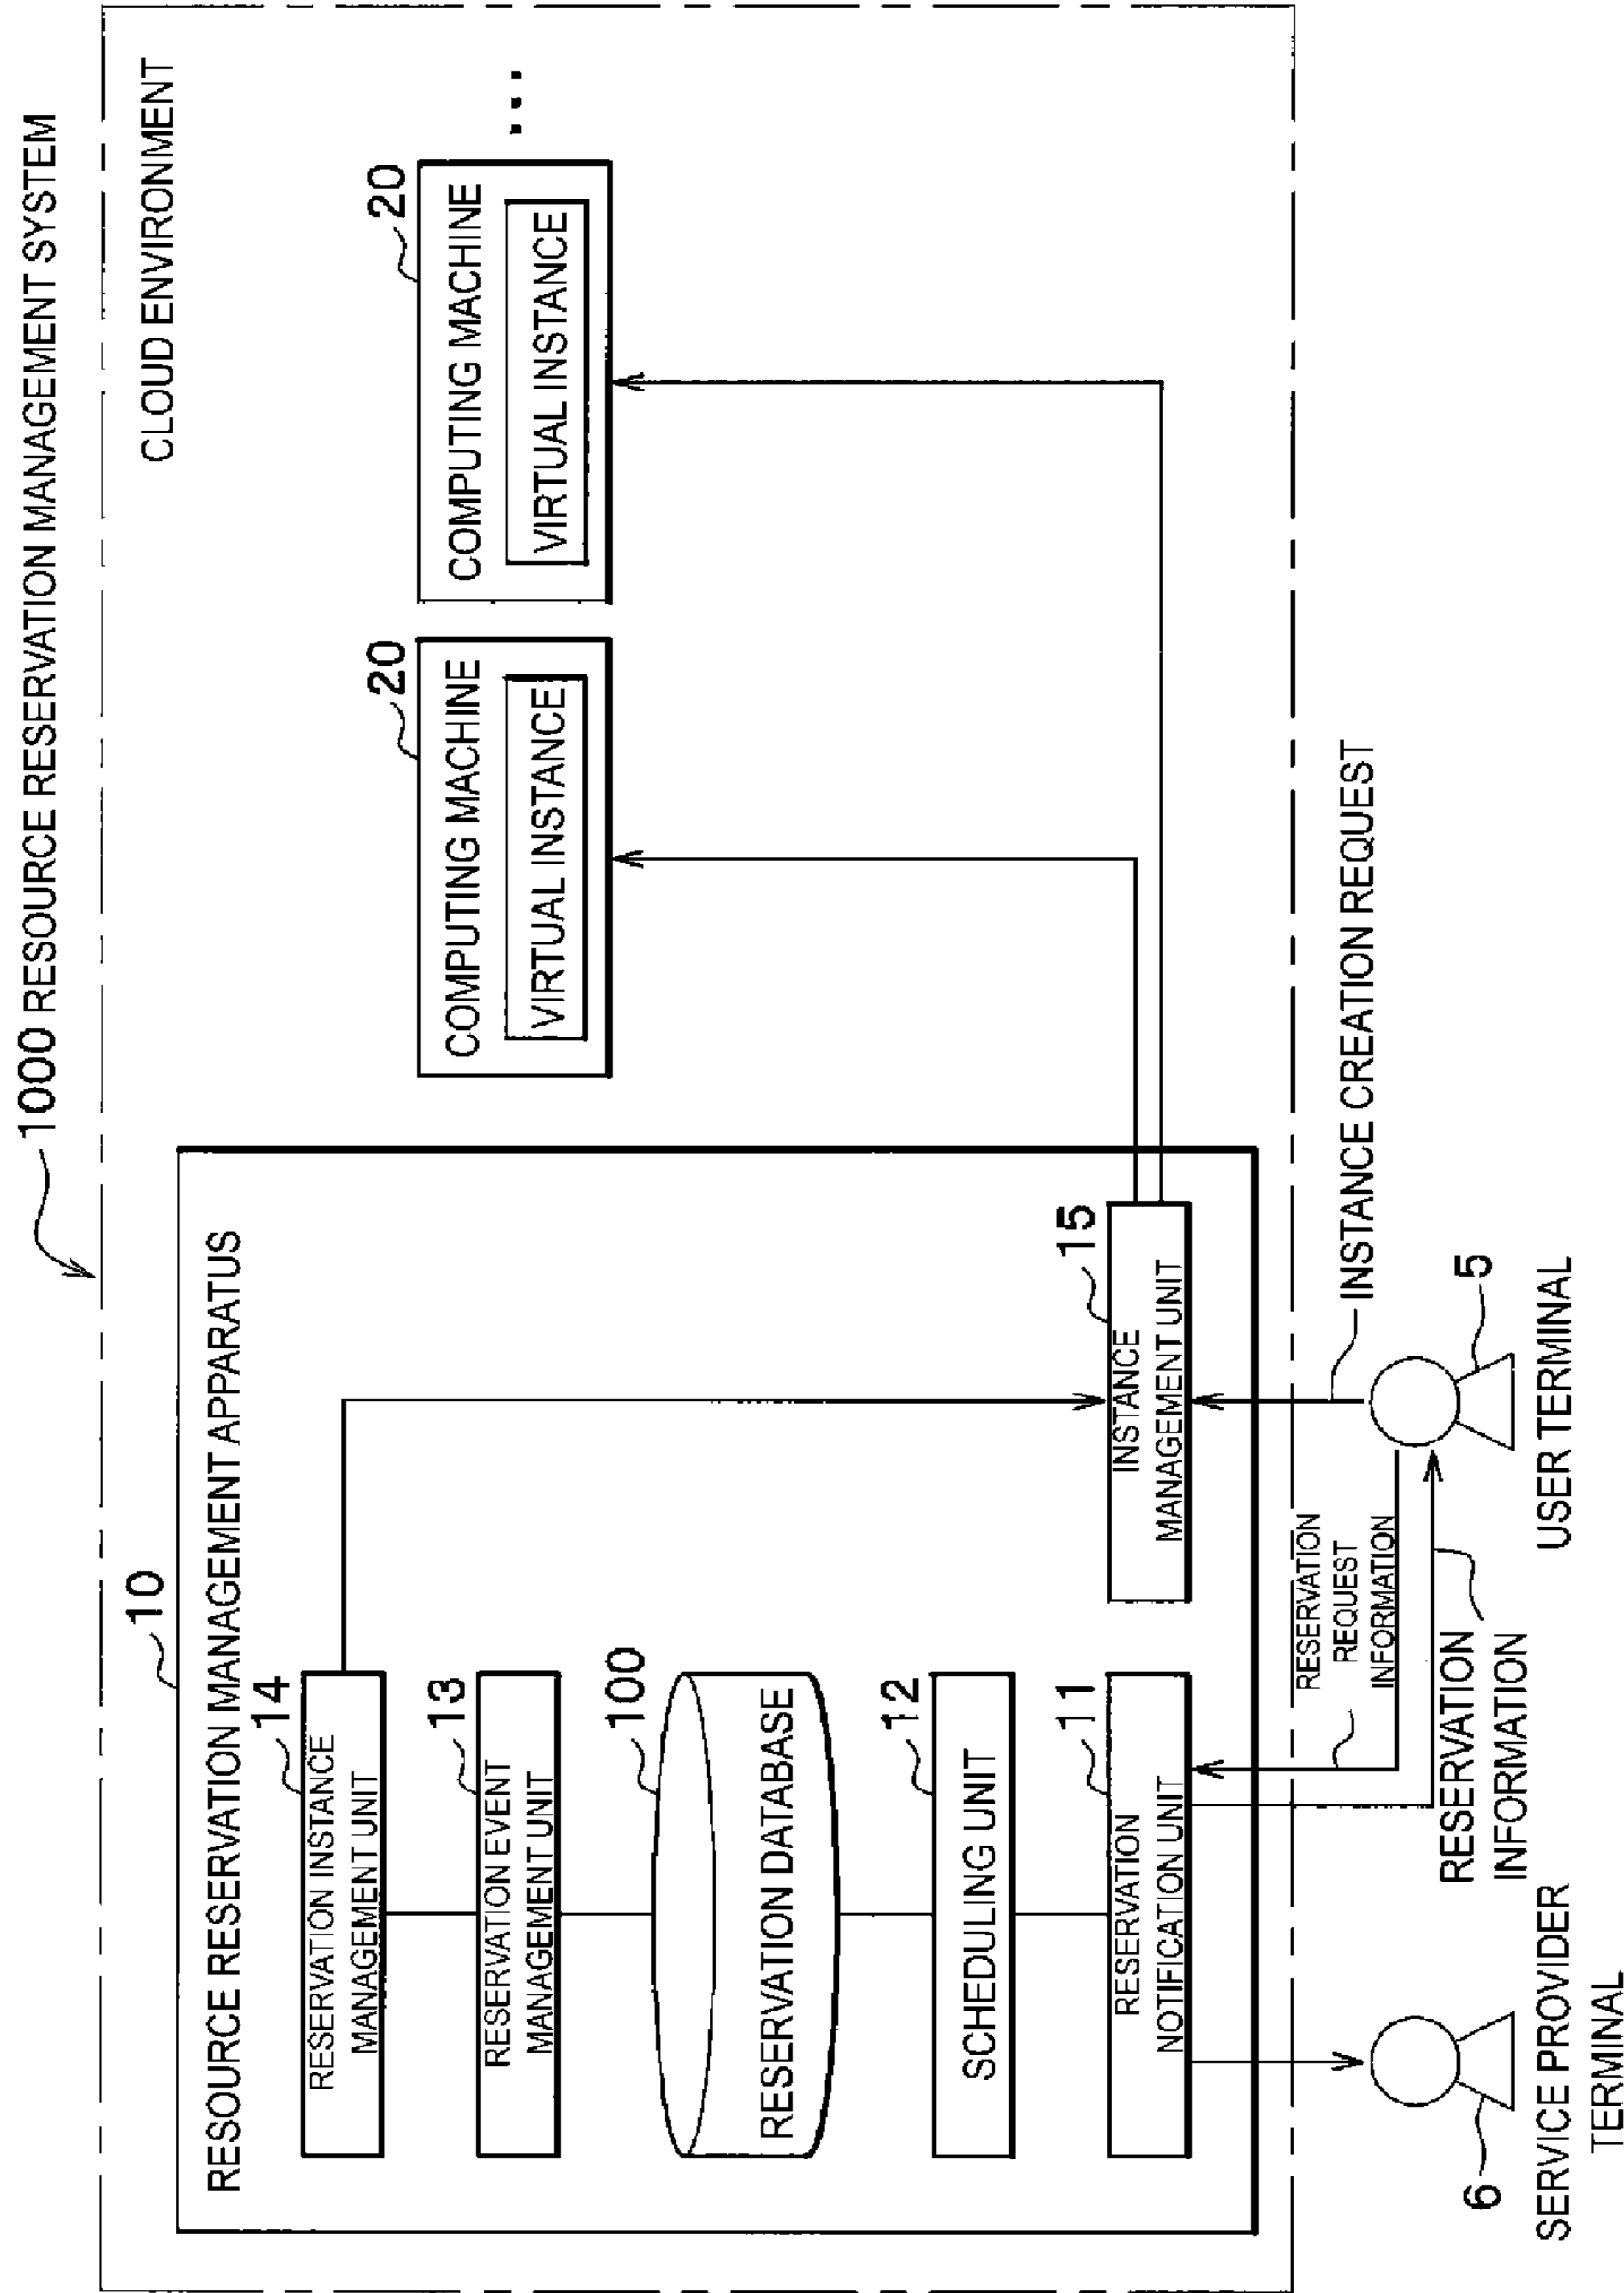 1000 RESOURCE RESERVATION MANAGEMENT SYSTEM
CLOUD ENVIRONMENT
10
RESOURCE RESERVATION MANAGEMENT APPARATUS
14
RESERVATION INSTANCE
MANAGEMENT UNIT
13
RESERVATION EVENT
MANAGEMENT UNIT
100
RESERVATION DATABASE
12
SCHEDULING UNIT
11
RESERVATION
NOTIFICATION UNIT
15
INSTANCE
MANAGEMENT UNIT
20
COMPUTING MACHINE
VIRTUAL INSTANCE
20
COMPUTING MACHINE
VIRTUAL INSTANCE
...
RESERVATION
REQUEST
INFORMATION
INSTANCE CREATION REQUEST
RESERVATION
INFORMATION
6
SERVICE PROVIDER
TERMINAL
5
USER TERMINAL